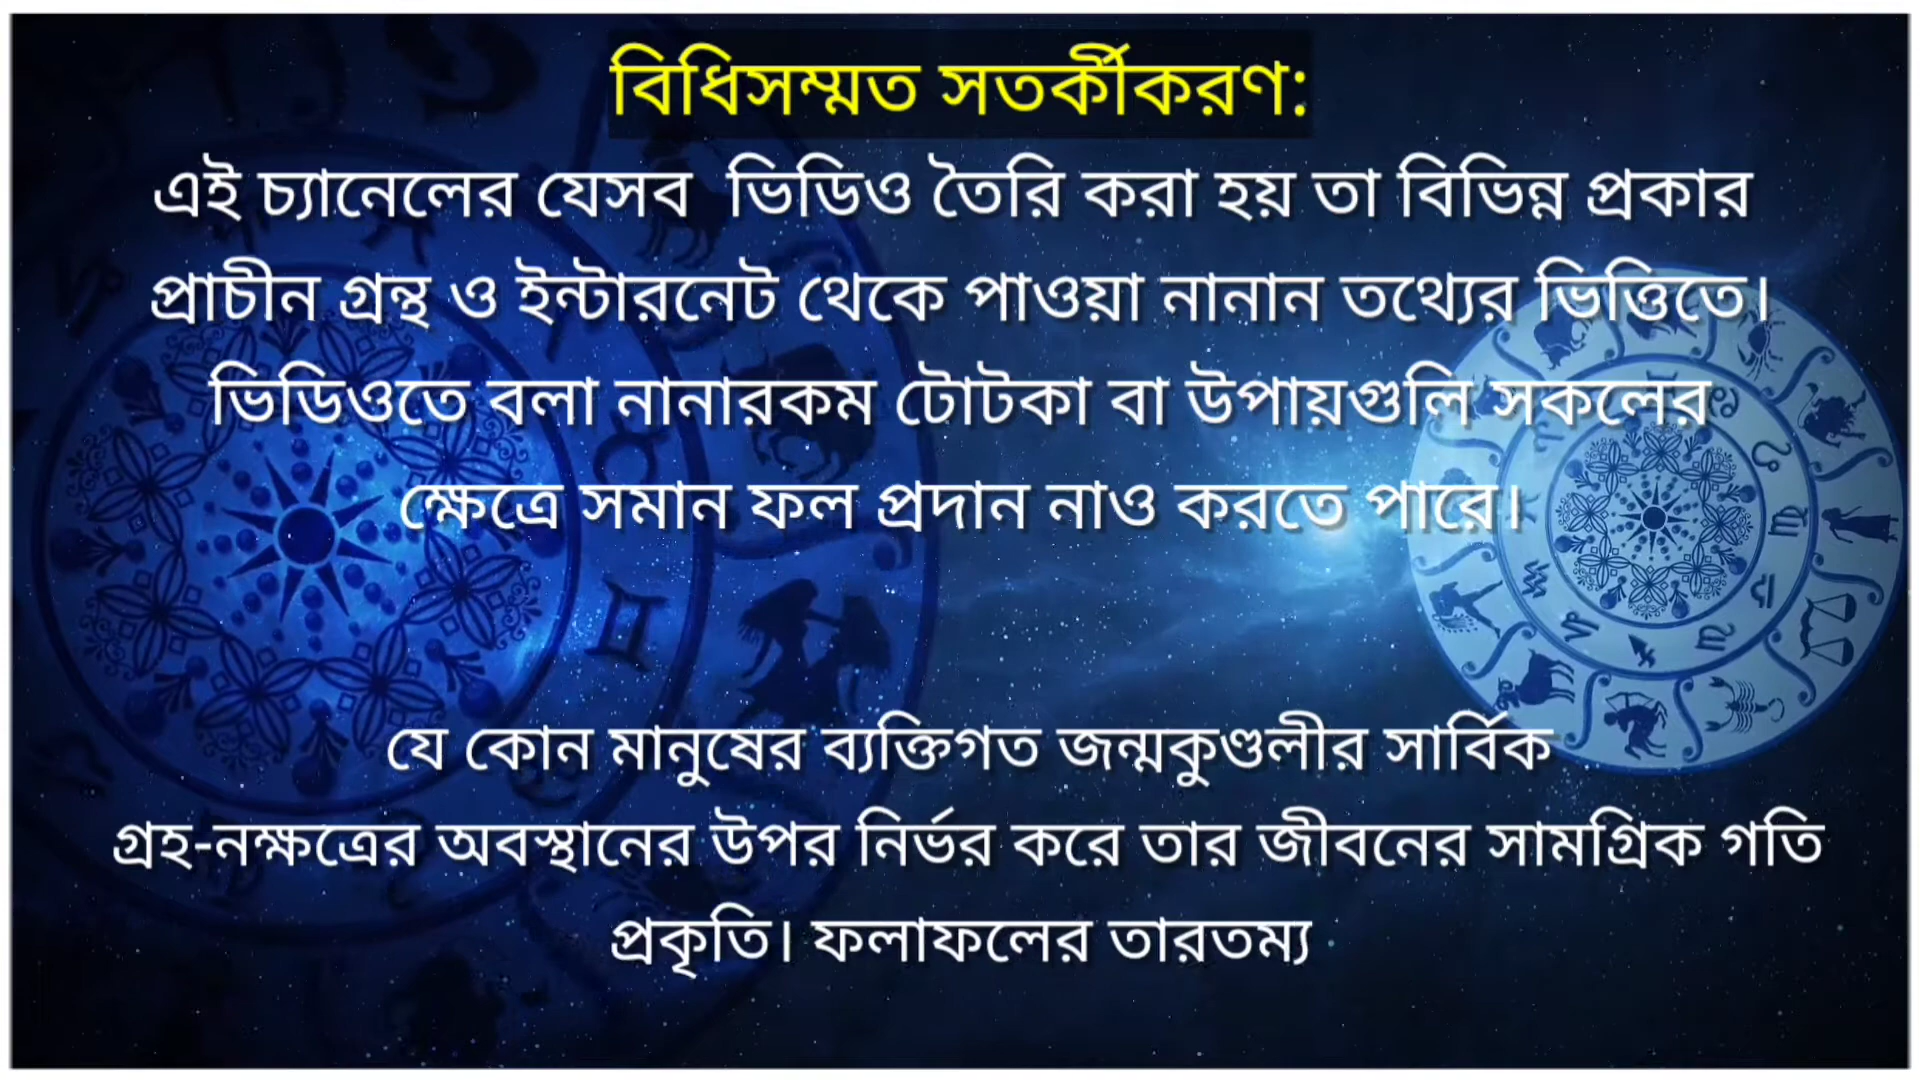 বিধিসম্মত সতর্কীকরণ:
এই চ্যানেলের যেসব ভিডিও তৈরি করা হয় তা বিভিন্ন প্রকার
প্রাচীন গ্রন্থ ও ইন্টারনেট থেকে পাওয়া নানান তথ্যের ভিত্তিতে।
ভিডিওতে বলা নানারকম টোটকা বা উপায়গুলি সকলের
ক্ষেত্রে সমান ফল প্রদান নাও করতে পারে।
যে কোন মানুষের ব্যক্তিগত জন্মকুণ্ডলীর সার্বিক
গ্রহ-নক্ষত্রের অবস্থানের উপর নির্ভর করে তার জীবনের সামগ্রিক গতি
প্রকৃতি। ফলাফলের তারতম্য